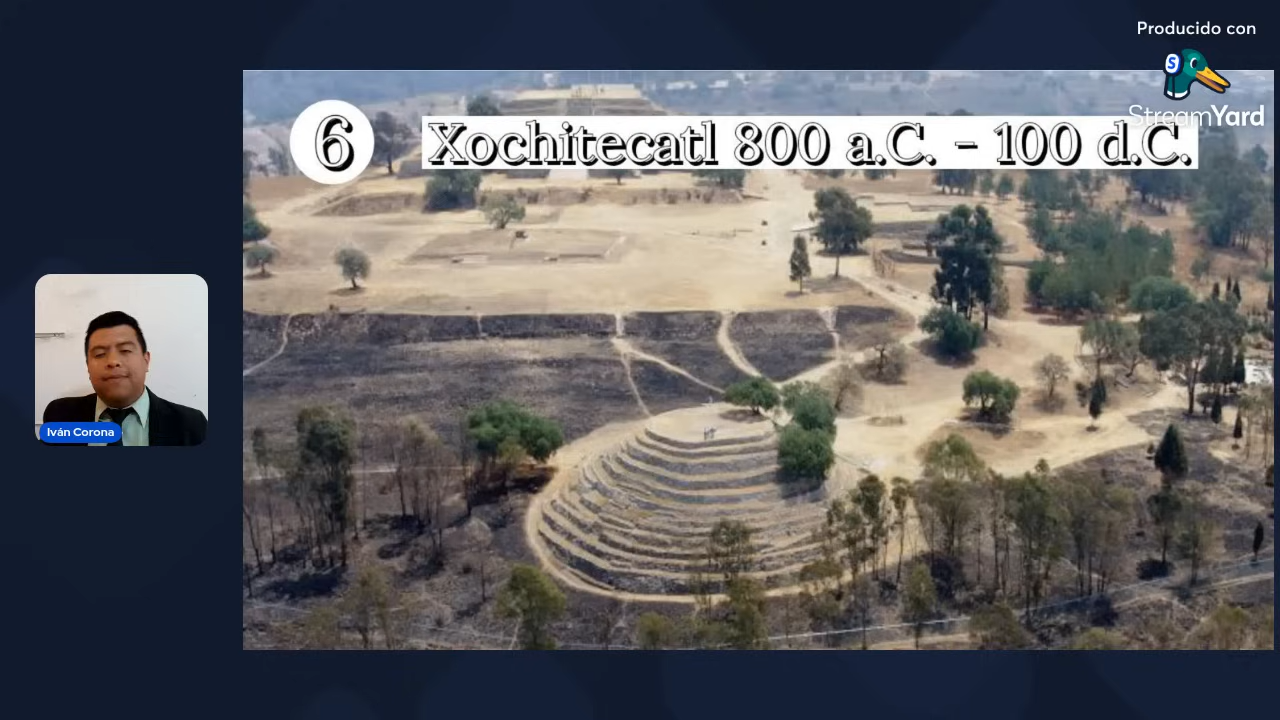 Producido con
StreamYard
6
Xochitecatl 800 a.C. - 100 d.C.
Iván Corona